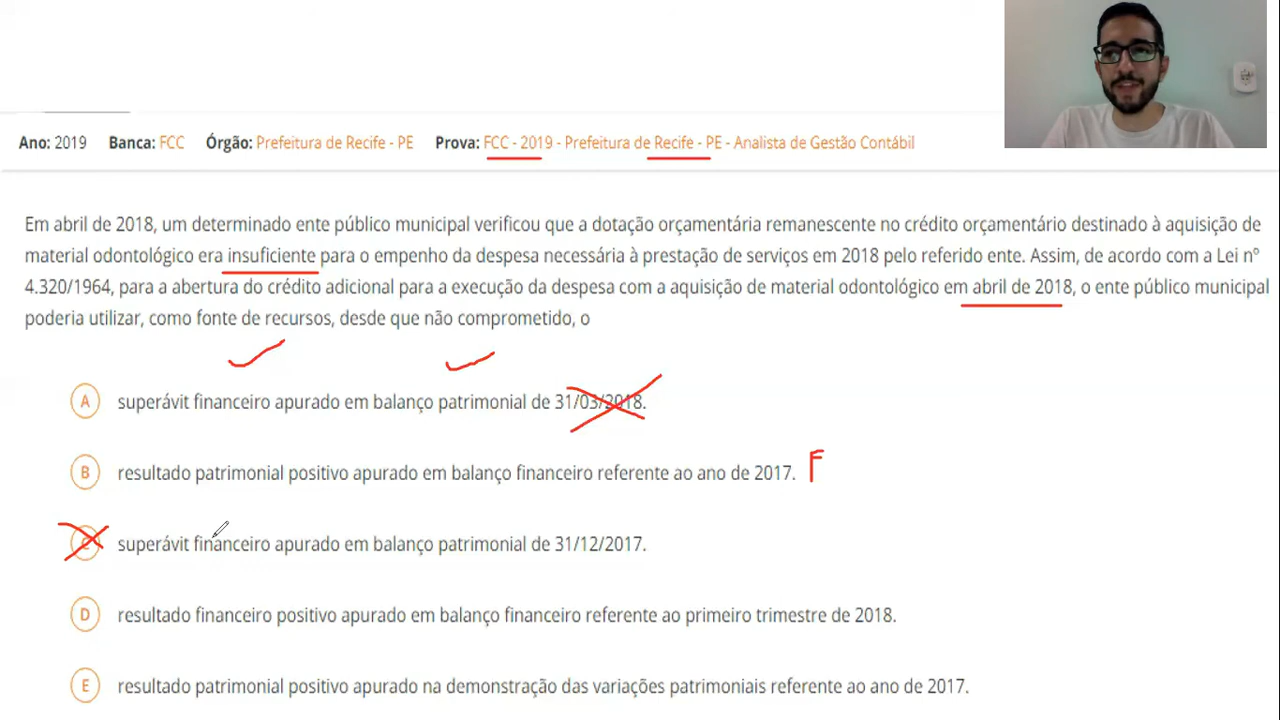 Ano: 2019 Banca: FCC Órgão: Prefeitura de Recife - PE Prova: FCC - 2019 - Prefeitura de Recife - PE - Analista de Gestão Contábil
Em abril de 2018, um determinado ente público municipal verificou que a dotação orçamentária remanescente no crédito orçamentário destinado à aquisição de
material odontológico era insuficiente para o empenho da despesa necessária à prestação de serviços em 2018 pelo referido ente. Assim, de acordo com a Lei nº
4.320/1964, para a abertura do crédito adicional para a execução da despesa com a aquisição de material odontológico em abril de 2018, o ente público municipal
poderia utilizar, como fonte de recursos, desde que não comprometido, o
A superávit financeiro apurado em balanço patrimonial de 31/03/2018.
B resultado patrimonial positivo apurado em balanço financeiro referente ao ano de 2017. F
C superávit financeiro apurado em balanço patrimonial de 31/12/2017.
D resultado financeiro positivo apurado em balanço financeiro referente ao primeiro trimestre de 2018.
E resultado patrimonial positivo apurado na demonstração das variações patrimoniais referente ao ano de 2017.